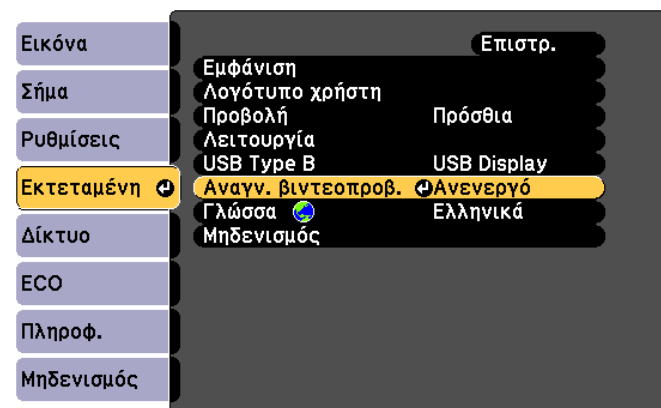 Εικόνα
Σήμα
Ρυθμίσεις
Εκτεταμένη
Δίκτυο
ECO
Πληροφ.
Μηδενισμός
Επιστρ.
Εμφάνιση
Λογότυπο χρήστη
Προβολή Πρόσθια
Λειτουργία
USB Type B USB Display
Αναγν. βιντεοπροβ. Ανενεργό
Γλώσσα Ελληνικά
Μηδενισμός